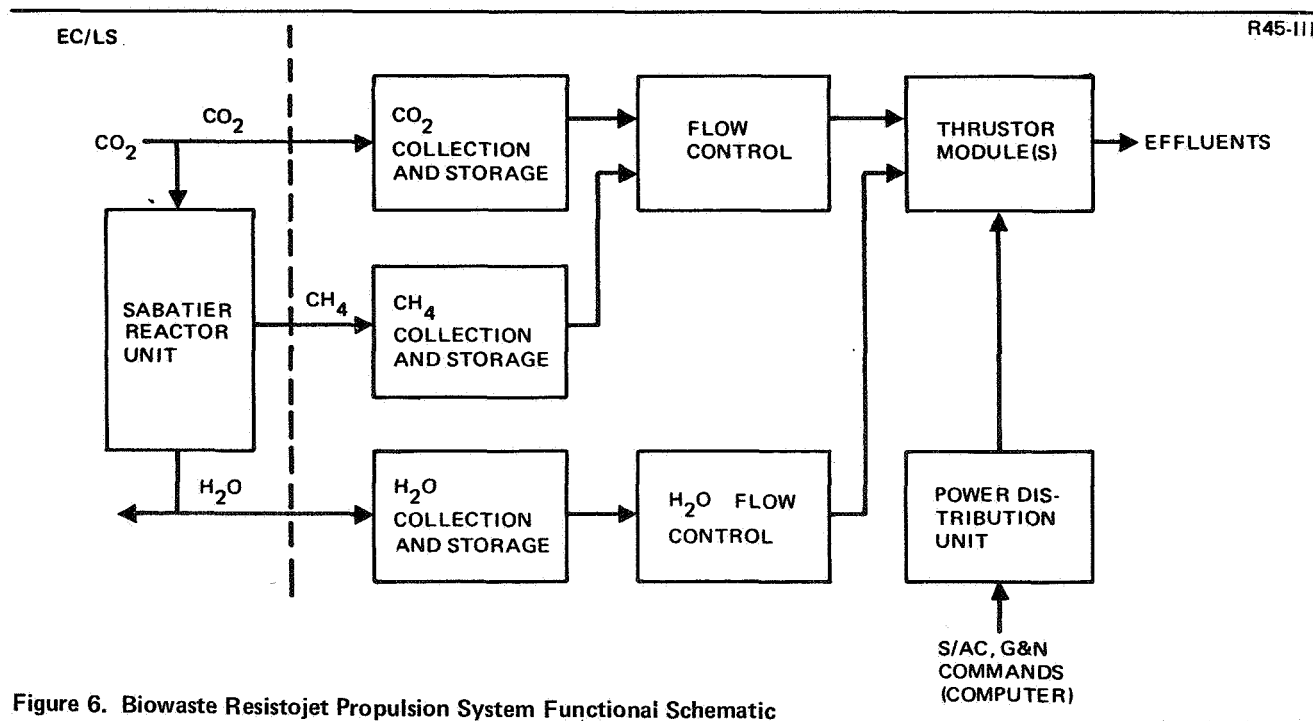 R45-III
EC/LS
CO2
CO2
CO2
COLLECTION
AND STORAGE
FLOW
CONTROL
THRUSTOR
MODULE(S)
EFFLUENTS
SABATIER
REACTOR
UNIT
CH4
CH4
COLLECTION
AND STORAGE
H2O
H2O
COLLECTION
AND STORAGE
H2O FLOW
CONTROL
POWER DIS-
TRIBUTION
UNIT
S/AC, G&N
COMMANDS
(COMPUTER)
Figure 6. Biowaste Resistojet Propulsion System Functional Schematic